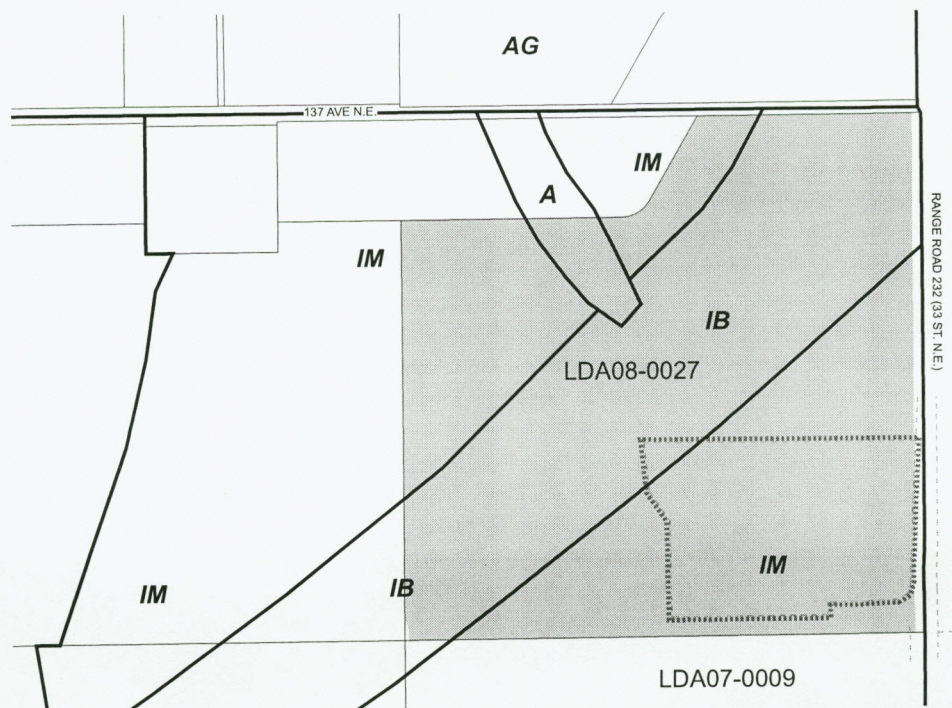 AG
137 AVE N.E.
IM
A
RANGE ROAD 232 (33 ST. N.E.)
IM
IB
LDA08-0027
IM
IM
IB
LDA07-0009